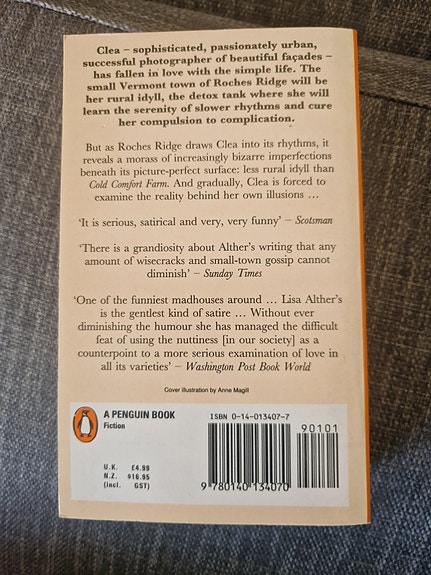 Clea – sophisticated, passionately urban,
successful photographer of beautiful façades –
has fallen in love with the simple life. The
small Vermont town of Roches Ridge will be
her rural idyll, the detox tank where she will
learn the serenity of slower rhythms and cure
her compulsion to complication.
But as Roches Ridge draws Clea into its rhythms, it
reveals a morass of increasingly bizarre imperfections
beneath its picture-perfect surface: less rural idyll than
Cold Comfort Farm. And gradually, Clea is forced to
examine the reality behind her own illusions ...
‘It is serious, satirical and very, very funny’ – Scotsman
‘There is a grandiosity about Alther's writing that any
amount of wisecracks and small-town gossip cannot
diminish’ – Sunday Times
‘One of the funniest madhouses around ... Lisa Alther's
is the gentlest kind of satire ... Without ever
diminishing the humour she has managed the difficult
feat of using the nuttiness [in our society] as a
counterpoint to a more serious examination of love in
all its varieties’ – Washington Post Book World
Cover illustration by Anne Magill
A PENGUIN BOOK
Fiction
U.K. £4.99
N.Z. $16.95
(incl. GST)
ISBN 0-14-013407-7
90101
9 780140 134070